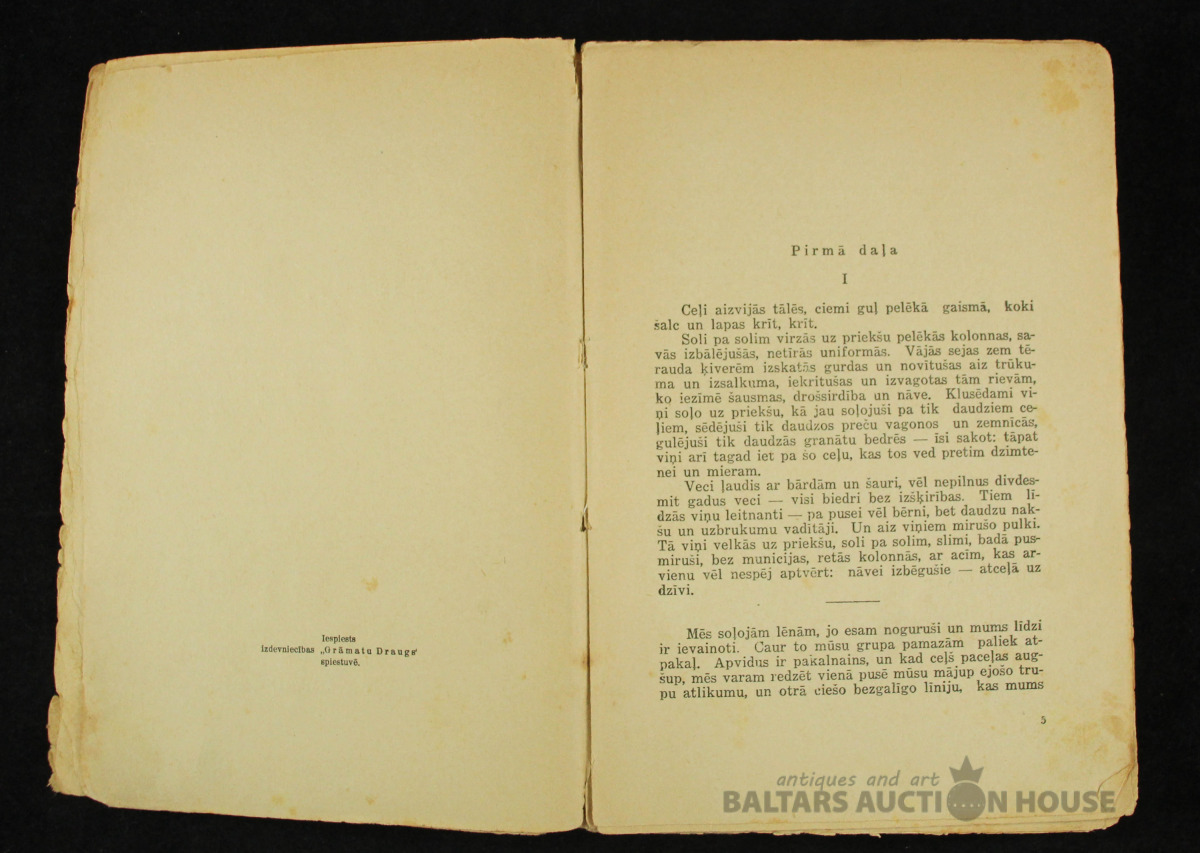 Iespiests
izdevniecības „Grāmatu Draugs‘
spiestuvē.
Pirmā daļa
I
Ceļi aizvijās tālēs, ciemi guļ pelēkā gaismā, koki
šalc un lapas krīt, krīt.
Soli pa solim virzās uz priekšu pelēkās kolonnas, sa-
vās izbālējušās, netīrās uniformās. Vājās sejas zem tē-
rauda ķiverēm izskatās gurdas un novītušas aiz trūku-
ma un izsalkuma, iekritušas un izvagotas tām rievām,
ko iezīmē šausmas, drošsirdība un nāve. Klusēdami vi-
ņi soļo uz priekšu, kā jau soļojuši pa tik daudziem ce-
ļiem, sēdējuši tik daudzos preču vagonos un zemnīcās,
gulējuši tik daudzās granātu bedrēs — īsi sakot: tāpat
viņi arī tagad iet pa šo ceļu, kas tos ved pretim dzimte-
nei un mieram.
Veci ļaudis ar bārdām un šauri, vēl nepilnus divdes-
mit gadus veci — visi biedri bez izšķirības. Tiem lī-
dzās viņu leitnanti — pa pusei vēl bērni, bet daudzu nak-
šu un uzbrukumu vadītāji. Un aiz viņiem mirušo pulki.
Tā viņi velkās uz priekšu, soli pa solim, slimi, badā pus-
miruši, bez municijas, retās kolonnās, ar acīm, kas ar-
vienu vēl nespēj aptvērt: nāvei izbēgušie — atceļā uz
dzīvi.
Mēs soļojām lēnām, jo esam noguruši un mums līdzi
ir ievainoti. Caur to mūsu grupa pamazām paliek at-
pakaļ. Apvidus ir pakalnains, un kad ceļš paceļas aug-
šup, mēs varam redzēt vienā pusē mūsu mājup ejošo tru-
pu atlikumu, un otrā ciešo bezgalīgo līniju, kas mums
5
antiques and art
BALTARS AUCTION HOUSE